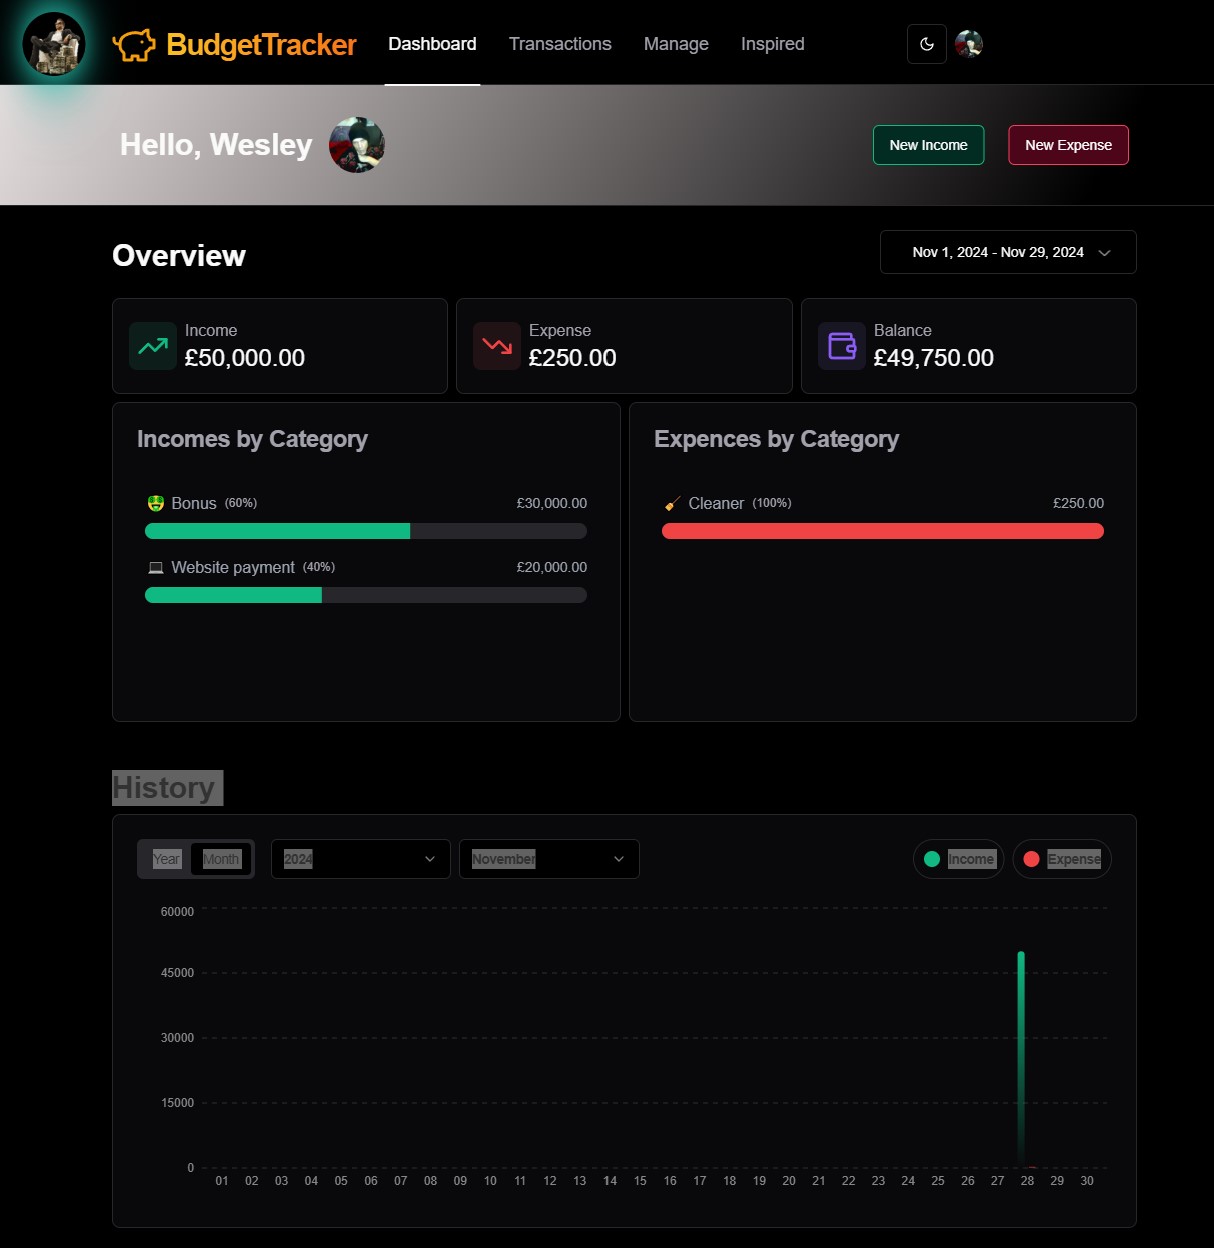 BudgetTracker Dashboard Transactions Manage Inspired
Hello, Wesley
New Income New Expense
Overview
Nov 1, 2024 - Nov 29, 2024
Income
£50,000.00
Expense
£250.00
Balance
£49,750.00
Incomes by Category
Bonus (60%) £30,000.00
Website payment (40%) £20,000.00
Expences by Category
Cleaner (100%) £250.00
History
Year Month 2024 November Income Expense
60000
45000
30000
15000
0
01 02 03 04 05 06 07 08 09 10 11 12 13 14 15 16 17 18 19 20 21 22 23 24 25 26 27 28 29 30